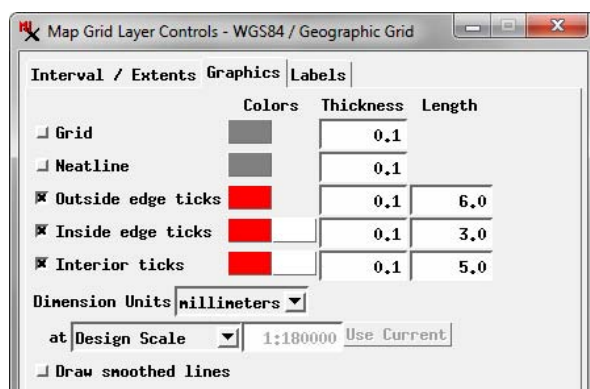 Map Grid Layer Controls - WGS84 / Geographic Grid
Interval / Extents Graphics Labels
Colors Thickness Length
Grid 0.1
Neatline 0.1
Outside edge ticks 0.1 6.0
Inside edge ticks 0.1 3.0
Interior ticks 0.1 5.0
Dimension Units millimeters
at Design Scale 1:180000 Use Current
Draw smoothed lines